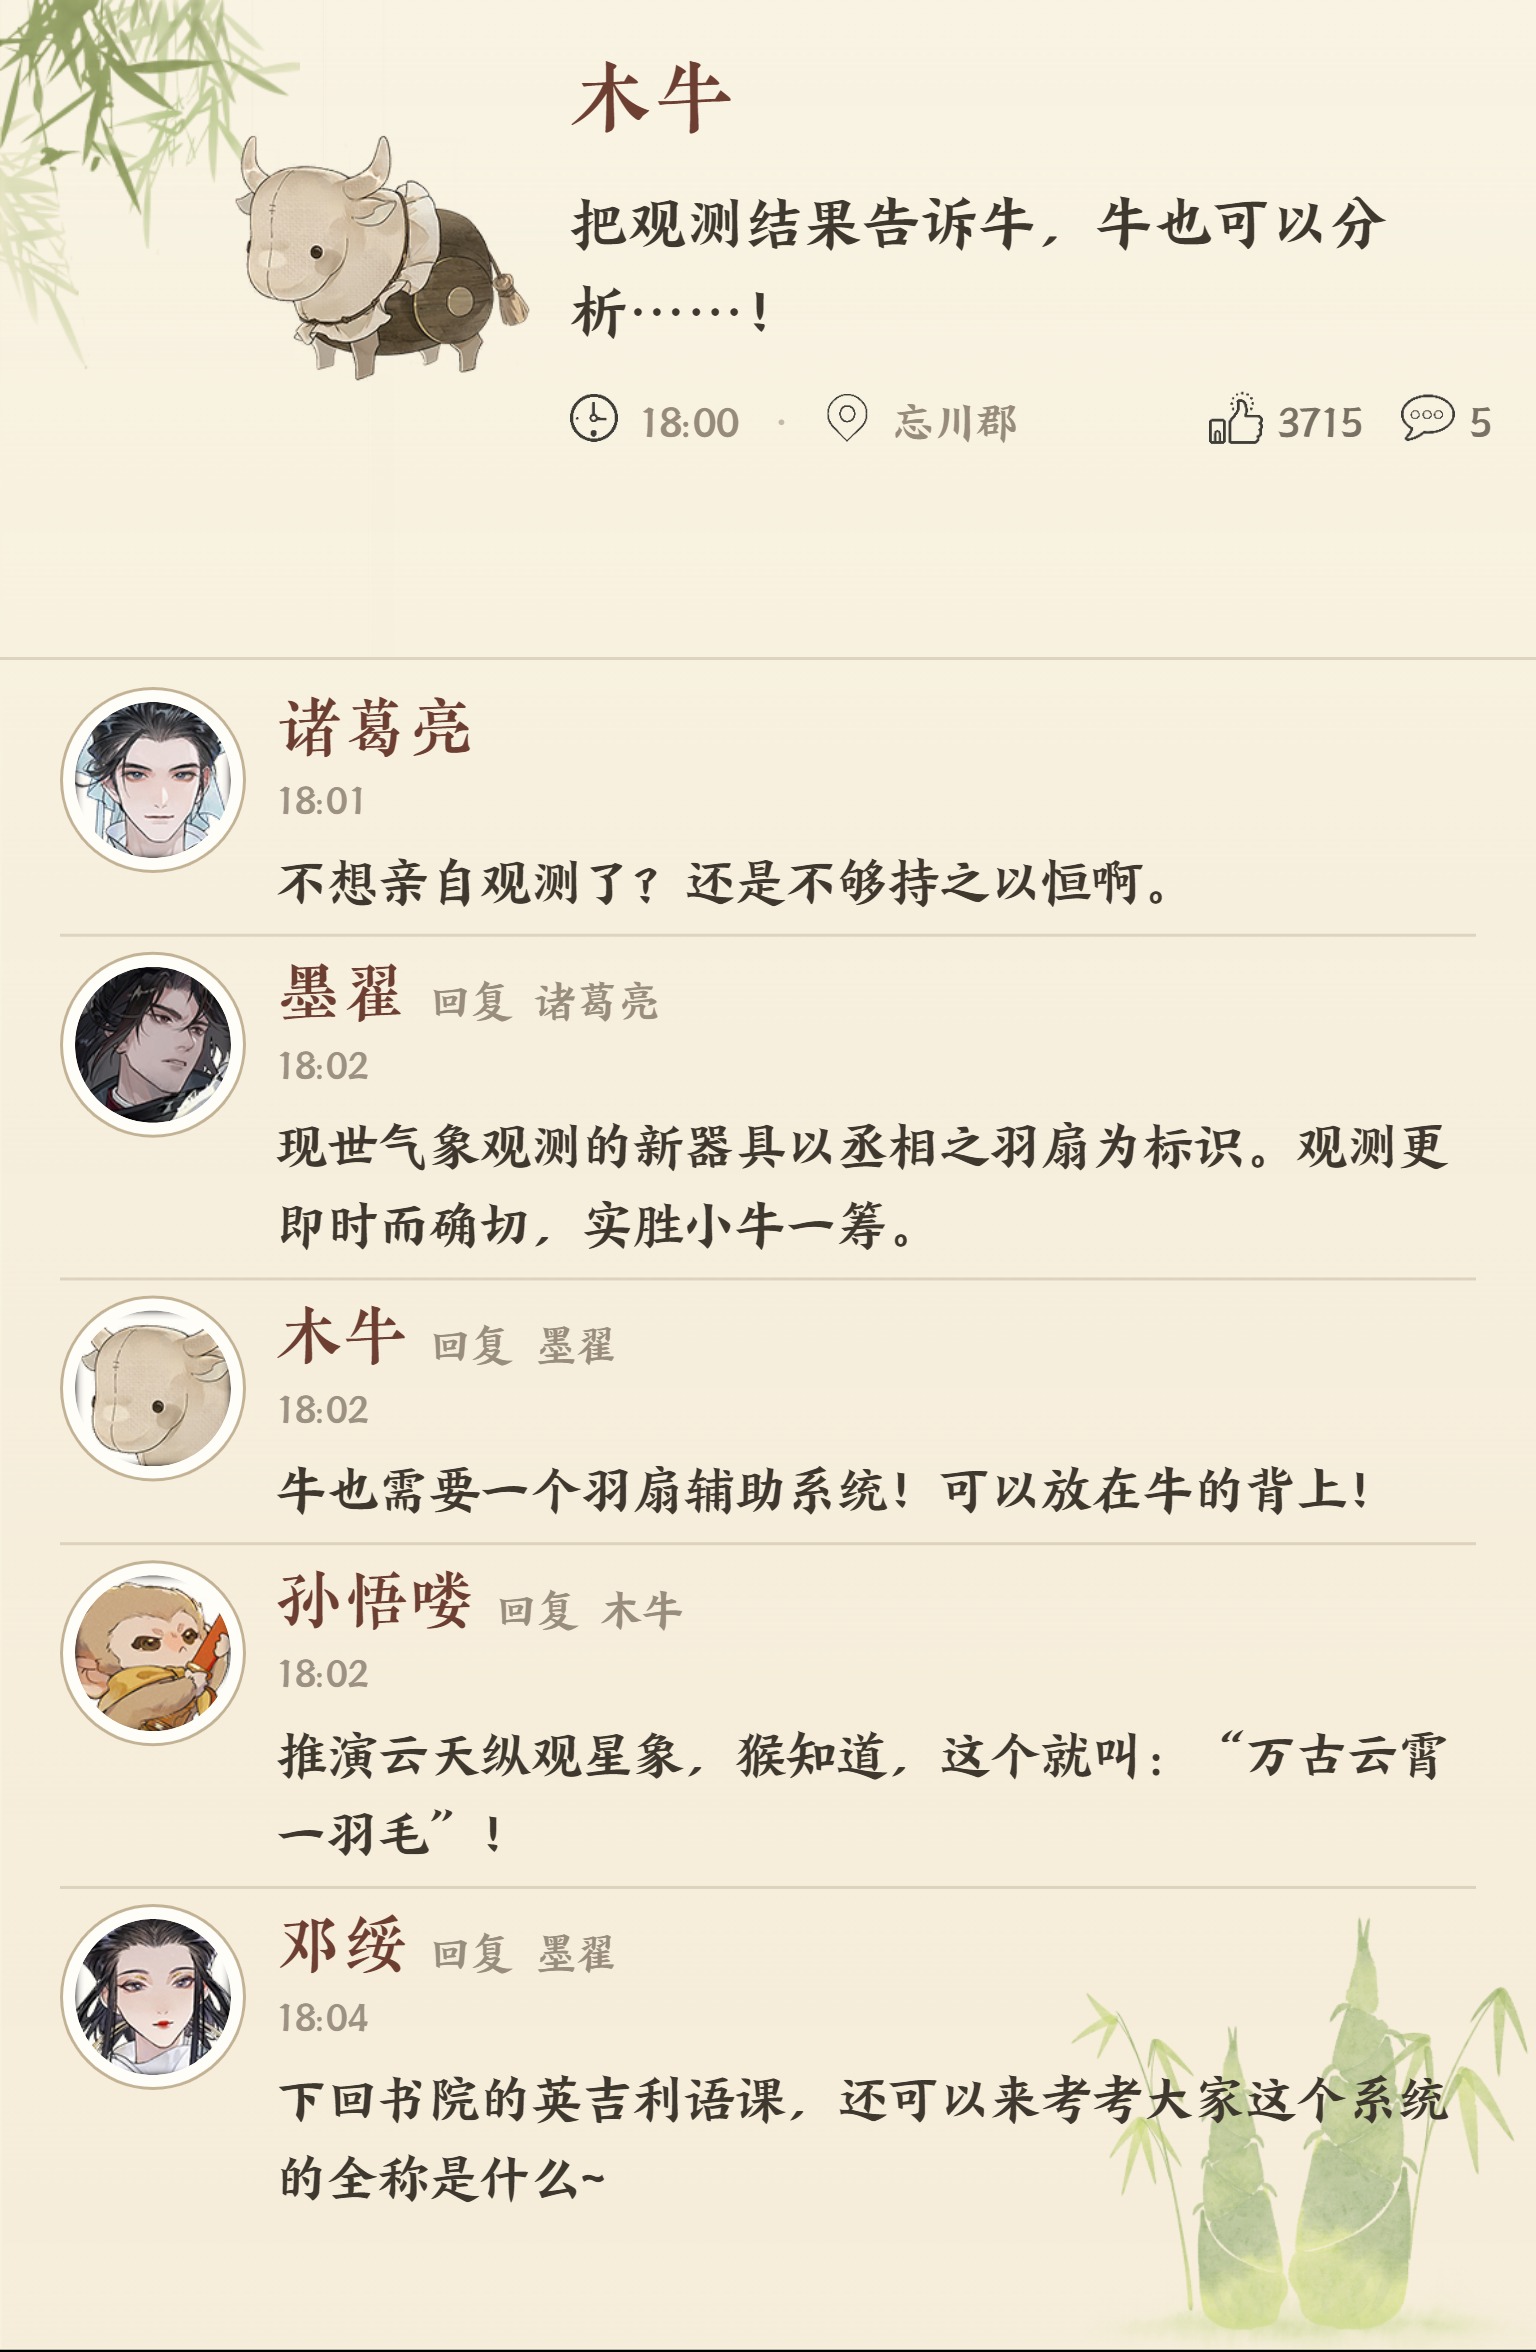 木牛
把观测结果告诉牛，牛也可以分
析……！
18:00 · 忘川郡 3715 5
诸葛亮
18:01
不想亲自观测了？还是不够持之以恒啊。
墨翟 回复 诸葛亮
18:02
现世气象观测的新器具以丞相之羽扇为标识。观测更
即时而确切，实胜小牛一筹。
木牛 回复 墨翟
18:02
牛也需要一个羽扇辅助系统！可以放在牛的背上！
孙悟喽 回复 木牛
18:02
推演云天纵观星象，猴知道，这个就叫：“万古云霄
一羽毛”！
邓绥 回复 墨翟
18:04
下回书院的英吉利语课，还可以来考考大家这个系统
的全称是什么~